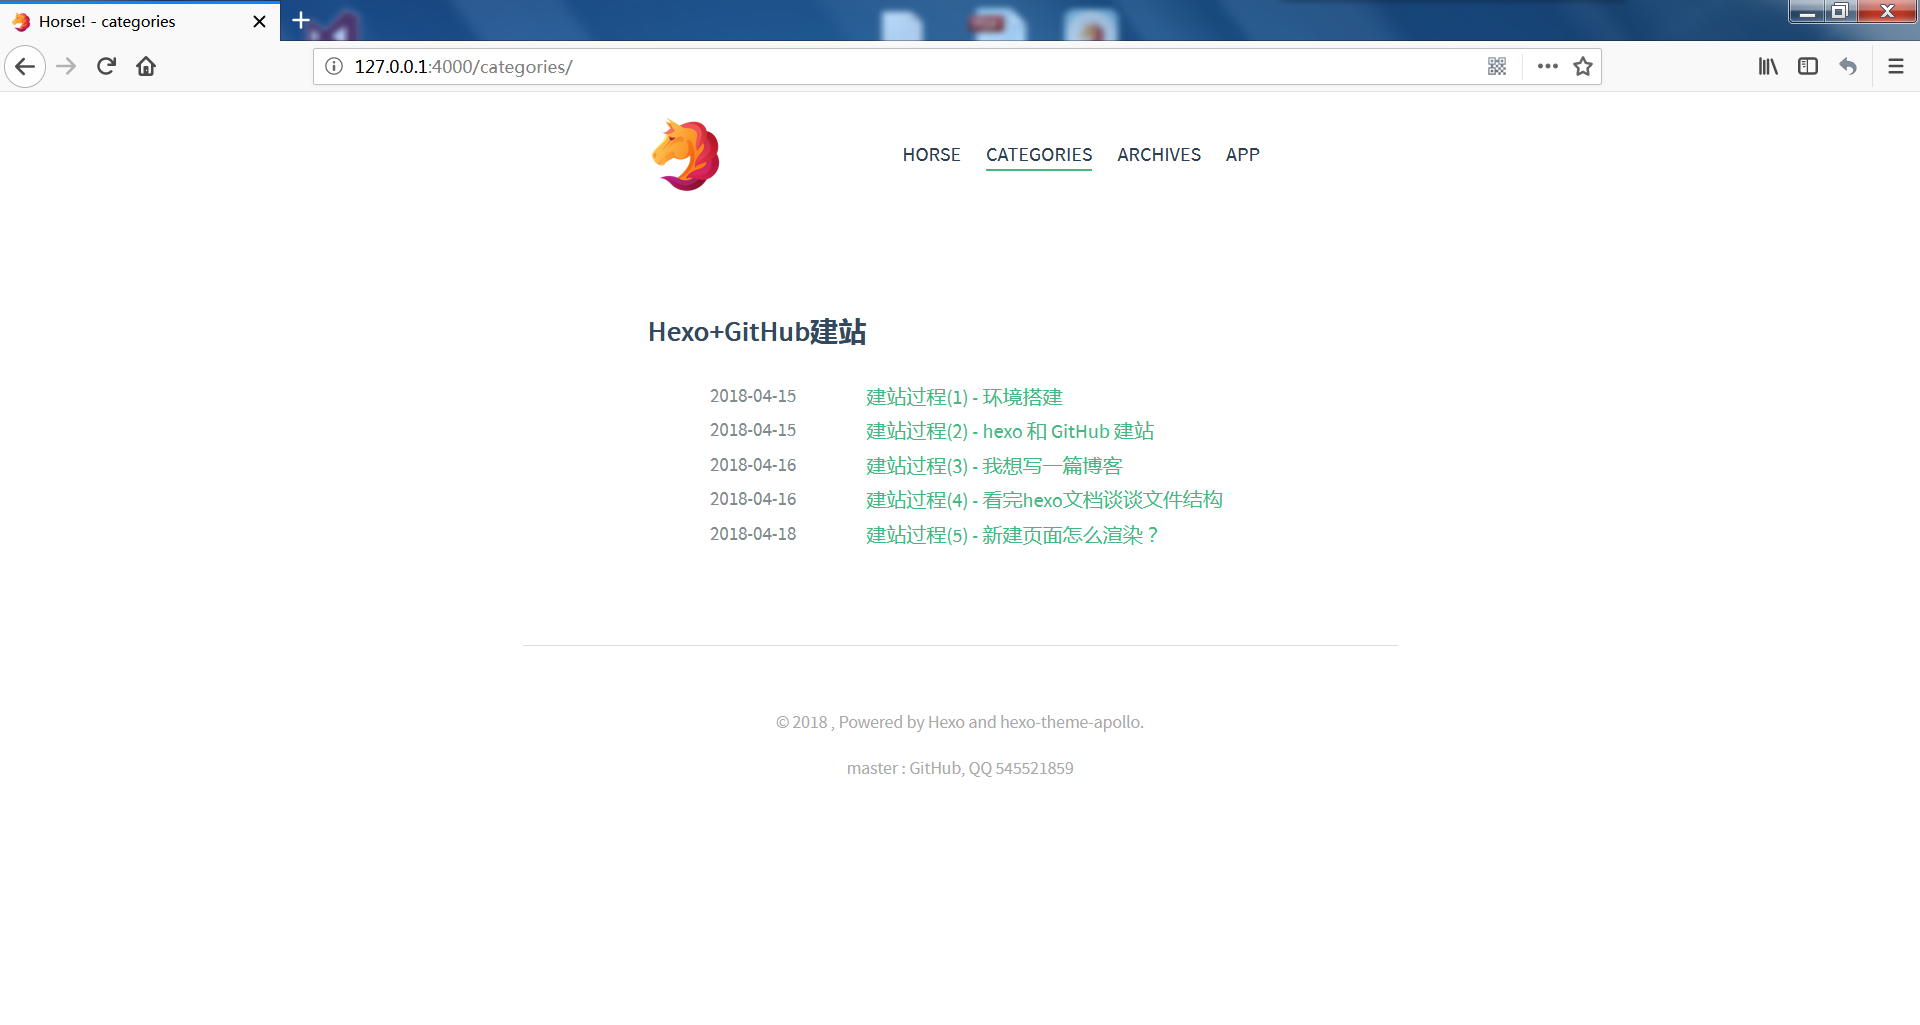 Horse! - categories
127.0.0.1:4000/categories/
HORSE CATEGORIES ARCHIVES APP
Hexo+GitHub建站
2018-04-15 建站过程(1) - 环境搭建
2018-04-15 建站过程(2) - hexo 和 GitHub 建站
2018-04-16 建站过程(3) - 我想写一篇博客
2018-04-16 建站过程(4) - 看完hexo文档谈谈文件结构
2018-04-18 建站过程(5) - 新建页面怎么渲染？
© 2018 , Powered by Hexo and hexo-theme-apollo.
master : GitHub, QQ 545521859